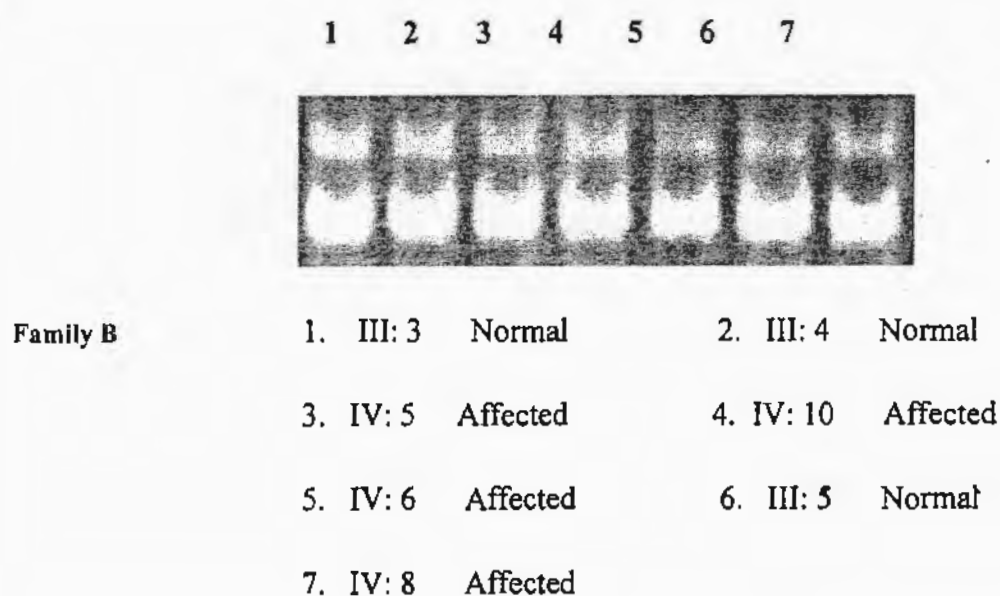 1 2 3 4 5 6 7
Family B 1. III: 3 Normal 2. III: 4 Normal
3. IV: 5 Affected 4. IV: 10 Affected
5. IV: 6 Affected 6. III: 5 Normal
7. IV: 8 Affected